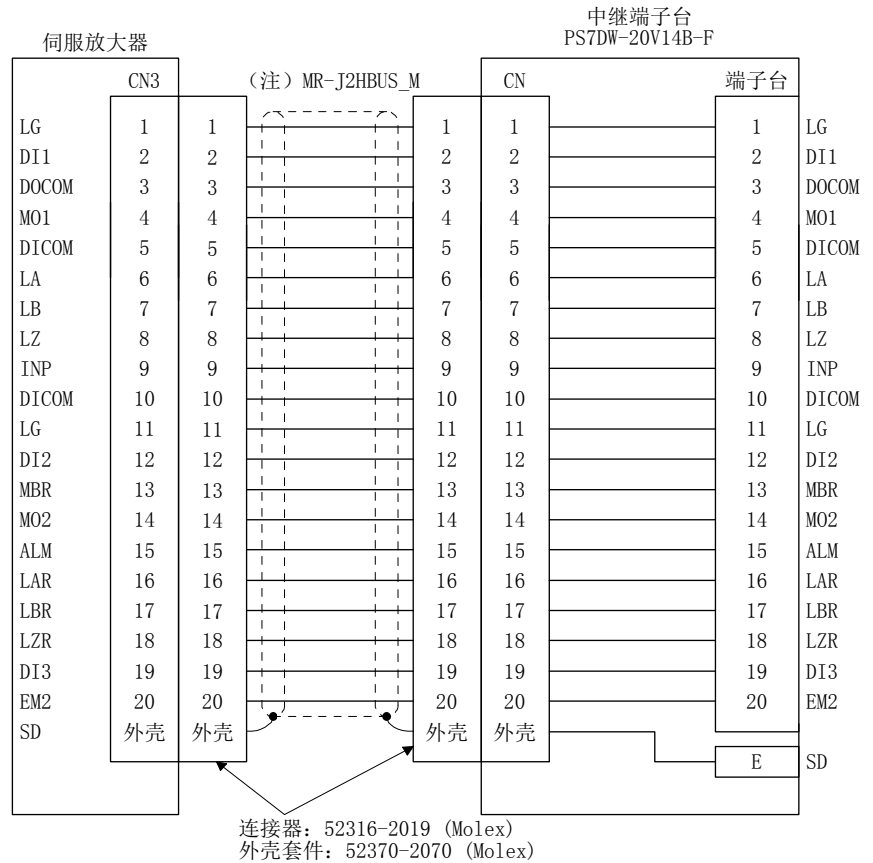 中继端子台
PS7DW-20V14B-F
伺服放大器
CN3 （注）MR-J2HBUS_M CN 端子台
LG 1 1 1 1 1 LG
DI1 2 2 2 2 2 DI1
DOCOM 3 3 3 3 3 DOCOM
MO1 4 4 4 4 4 MO1
DICOM 5 5 5 5 5 DICOM
LA 6 6 6 6 6 LA
LB 7 7 7 7 7 LB
LZ 8 8 8 8 8 LZ
INP 9 9 9 9 9 INP
DICOM 10 10 10 10 10 DICOM
LG 11 11 11 11 11 LG
DI2 12 12 12 12 12 DI2
MBR 13 13 13 13 13 MBR
MO2 14 14 14 14 14 MO2
ALM 15 15 15 15 15 ALM
LAR 16 16 16 16 16 LAR
LBR 17 17 17 17 17 LBR
LZR 18 18 18 18 18 LZR
DI3 19 19 19 19 19 DI3
EM2 20 20 20 20 20 EM2
SD 外壳 外壳 外壳 外壳
E SD
连接器：52316-2019 (Molex)
外壳套件：52370-2070 (Molex)